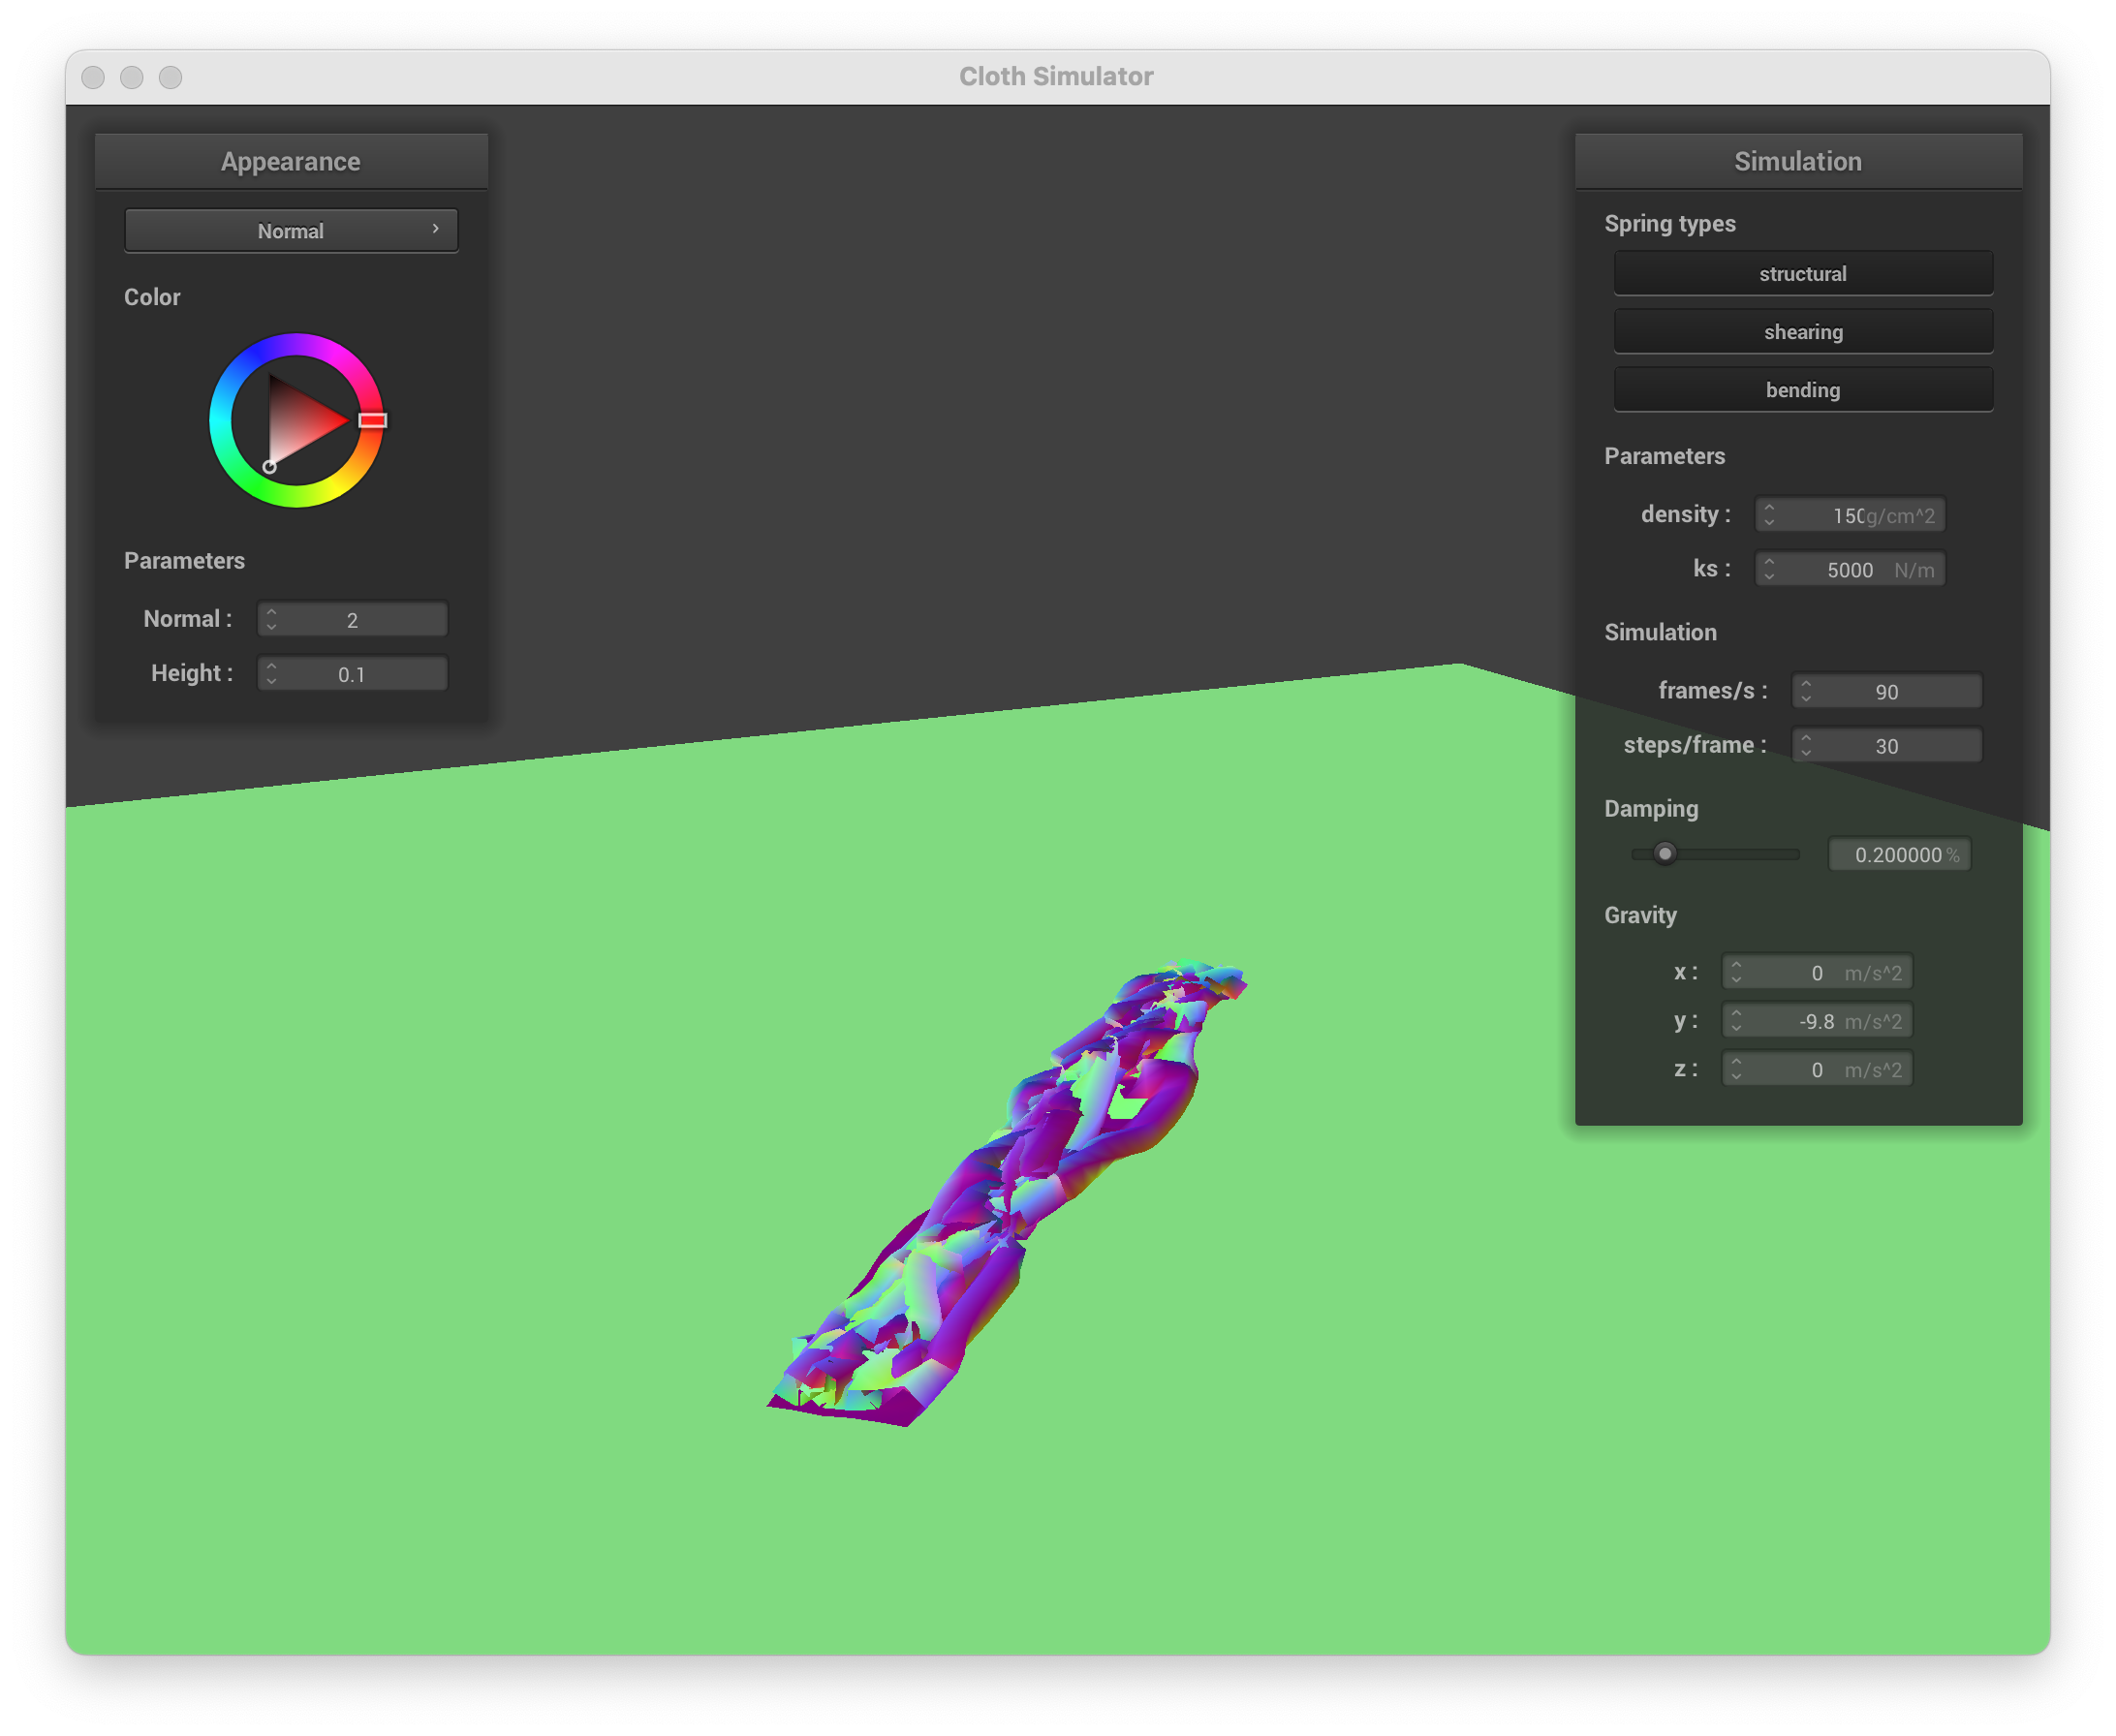 Cloth Simulator
Appearance
Normal
Color
Parameters
Normal :
2
Height :
0.1
Simulation
Spring types
structural
shearing
bending
Parameters
density :
150 g/cm^2
ks :
5000 N/m
Simulation
frames/s :
90
steps/frame :
30
Damping
0.200000 %
Gravity
x :
0 m/s^2
y :
-9.8 m/s^2
z :
0 m/s^2